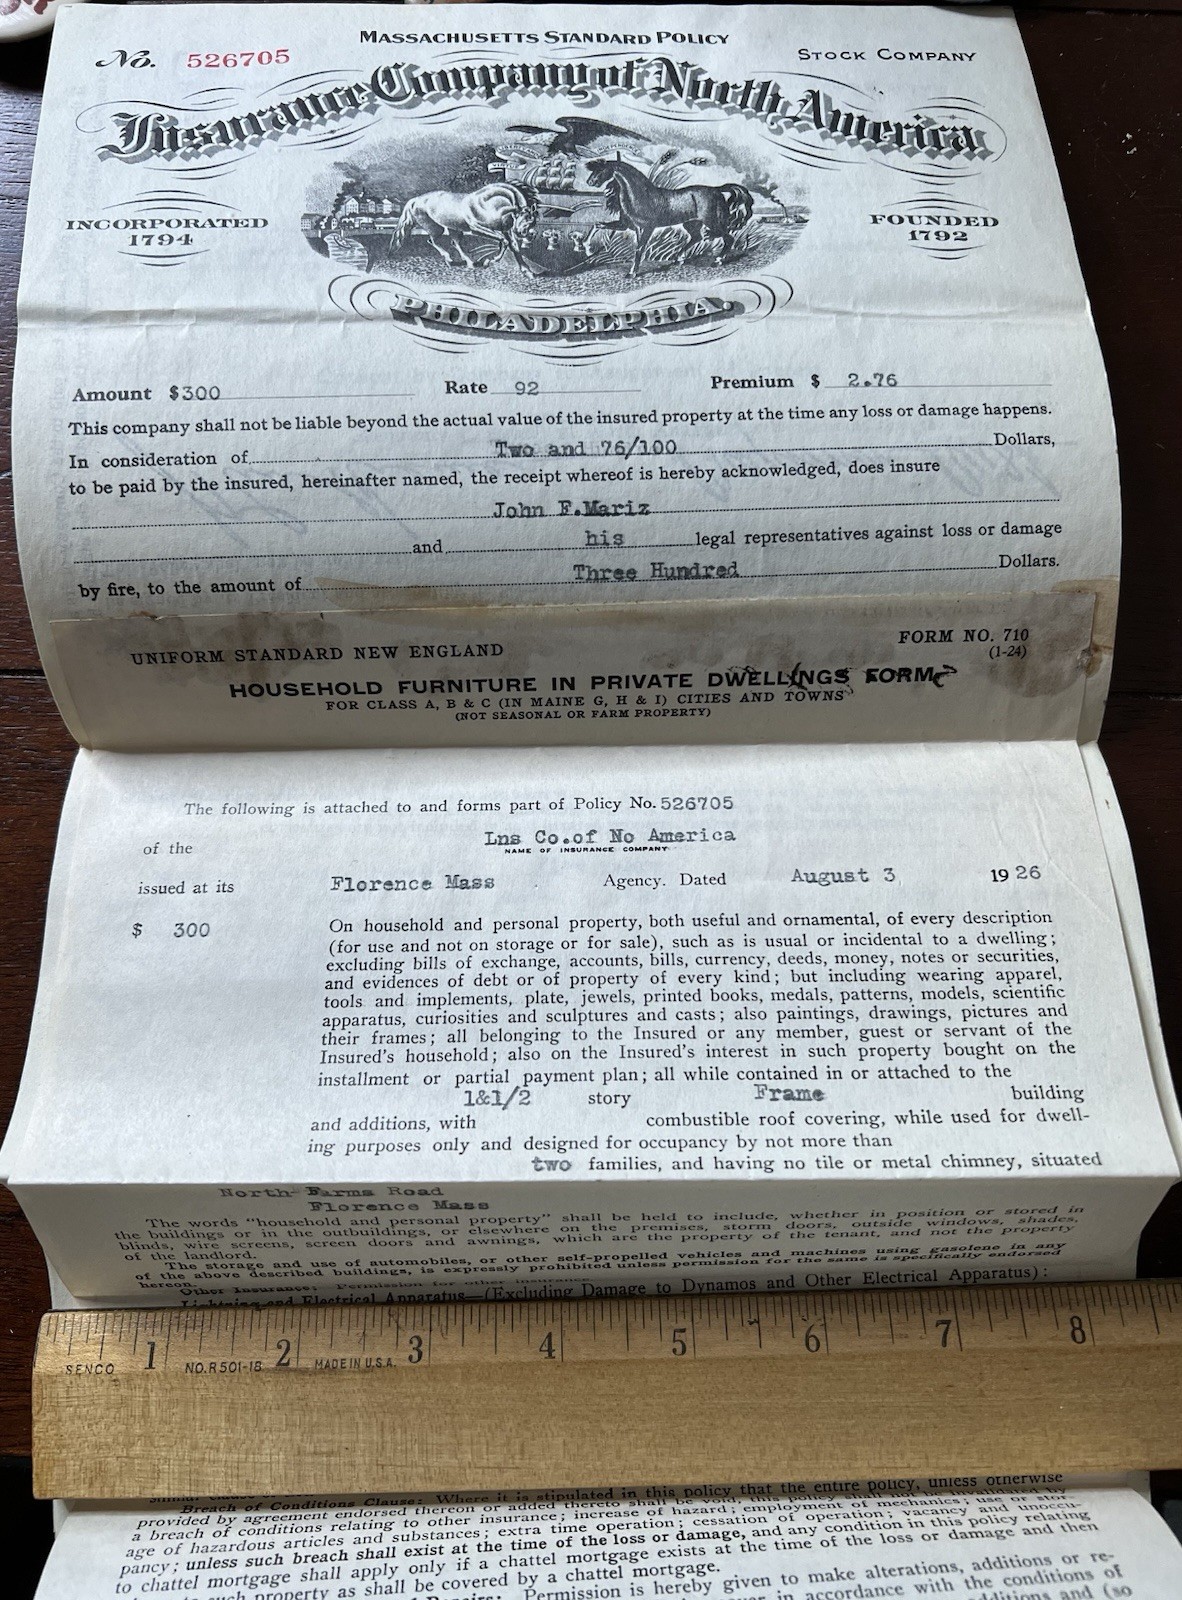 MASSACHUSETTS STANDARD POLICY
No. 526705
STOCK COMPANY
Insurance Company of North America
INCORPORATED
1794
FOUNDED
1792
PHILADELPHIA.
Amount $300 Rate 92 Premium $ 2.76
This company shall not be liable beyond the actual value of the insured property at the time any loss or damage happens.
In consideration of Two and 76/100 Dollars,
to be paid by the insured, hereinafter named, the receipt whereof is hereby acknowledged, does insure
John F.Mariz
and his legal representatives against loss or damage
by fire, to the amount of Three Hundred Dollars.
UNIFORM STANDARD NEW ENGLAND
FORM NO. 710
(1-24)
HOUSEHOLD FURNITURE IN PRIVATE DWELLINGS FORM
FOR CLASS A, B & C (IN MAINE G, H & I) CITIES AND TOWNS
(NOT SEASONAL OR FARM PROPERTY)
The following is attached to and forms part of Policy No. 526705
of the Lns Co.of No America
NAME OF INSURANCE COMPANY
issued at its Florence Mass Agency. Dated August 3 1926
$ 300 On household and personal property, both useful and ornamental, of every description
(for use and not on storage or for sale), such as is usual or incidental to a dwelling;
excluding bills of exchange, accounts, bills, currency, deeds, money, notes or securities,
and evidences of debt or of property of every kind; but including wearing apparel,
tools and implements, plate, jewels, printed books, medals, patterns, models, scientific
apparatus, curiosities and sculptures and casts; also paintings, drawings, pictures and
their frames; all belonging to the Insured or any member, guest or servant of the
Insured's household; also on the Insured's interest in such property bought on the
installment or partial payment plan; all while contained in or attached to the
1&1/2 story Frame building
and additions, with combustible roof covering, while used for dwell-
ing purposes only and designed for occupancy by not more than
two families, and having no tile or metal chimney, situated
North Farms Road
Florence Mass
The words "household and personal property" shall be held to include, whether in position or stored in
the buildings or in the outbuildings, or elsewhere on the premises, storm doors, outside windows, shades,
blinds, wire screens, screen doors and awnings, which are the property of the tenant, and not the property
of the landlord.
The storage and use of automobiles, or other self-propelled vehicles and machines using gasolene in any
of the above described buildings, is expressly prohibited unless permission for the same is specifically endorsed
hereon.
Other Insurance: Permission for other insurance
Lightning and Electrical Apparatus—(Excluding Damage to Dynamos and Other Electrical Apparatus):
1 2 3 4 5 6 7 8
SENCO NO.R501-18 MADE IN U.S.A.
Breach of Conditions Clause: Where it is stipulated in this policy that the entire policy, unless otherwise
provided by agreement endorsed thereon or added thereto shall be void, this policy
a breach of conditions relating to other insurance; increase of hazard; employment of mechanics; use or stor-
age of hazardous articles and substances; extra time operation; cessation of operation; vacancy and unoccu-
pancy; unless such breach shall exist at the time of the loss or damage, and any condition in this policy relating
to chattel mortgage shall apply only if a chattel mortgage exists at the time of the loss or damage and then
such property as shall be covered by a chattel mortgage.
Permission is hereby given to make alterations, additions or re-
in accordance with the conditions of
additions and (so